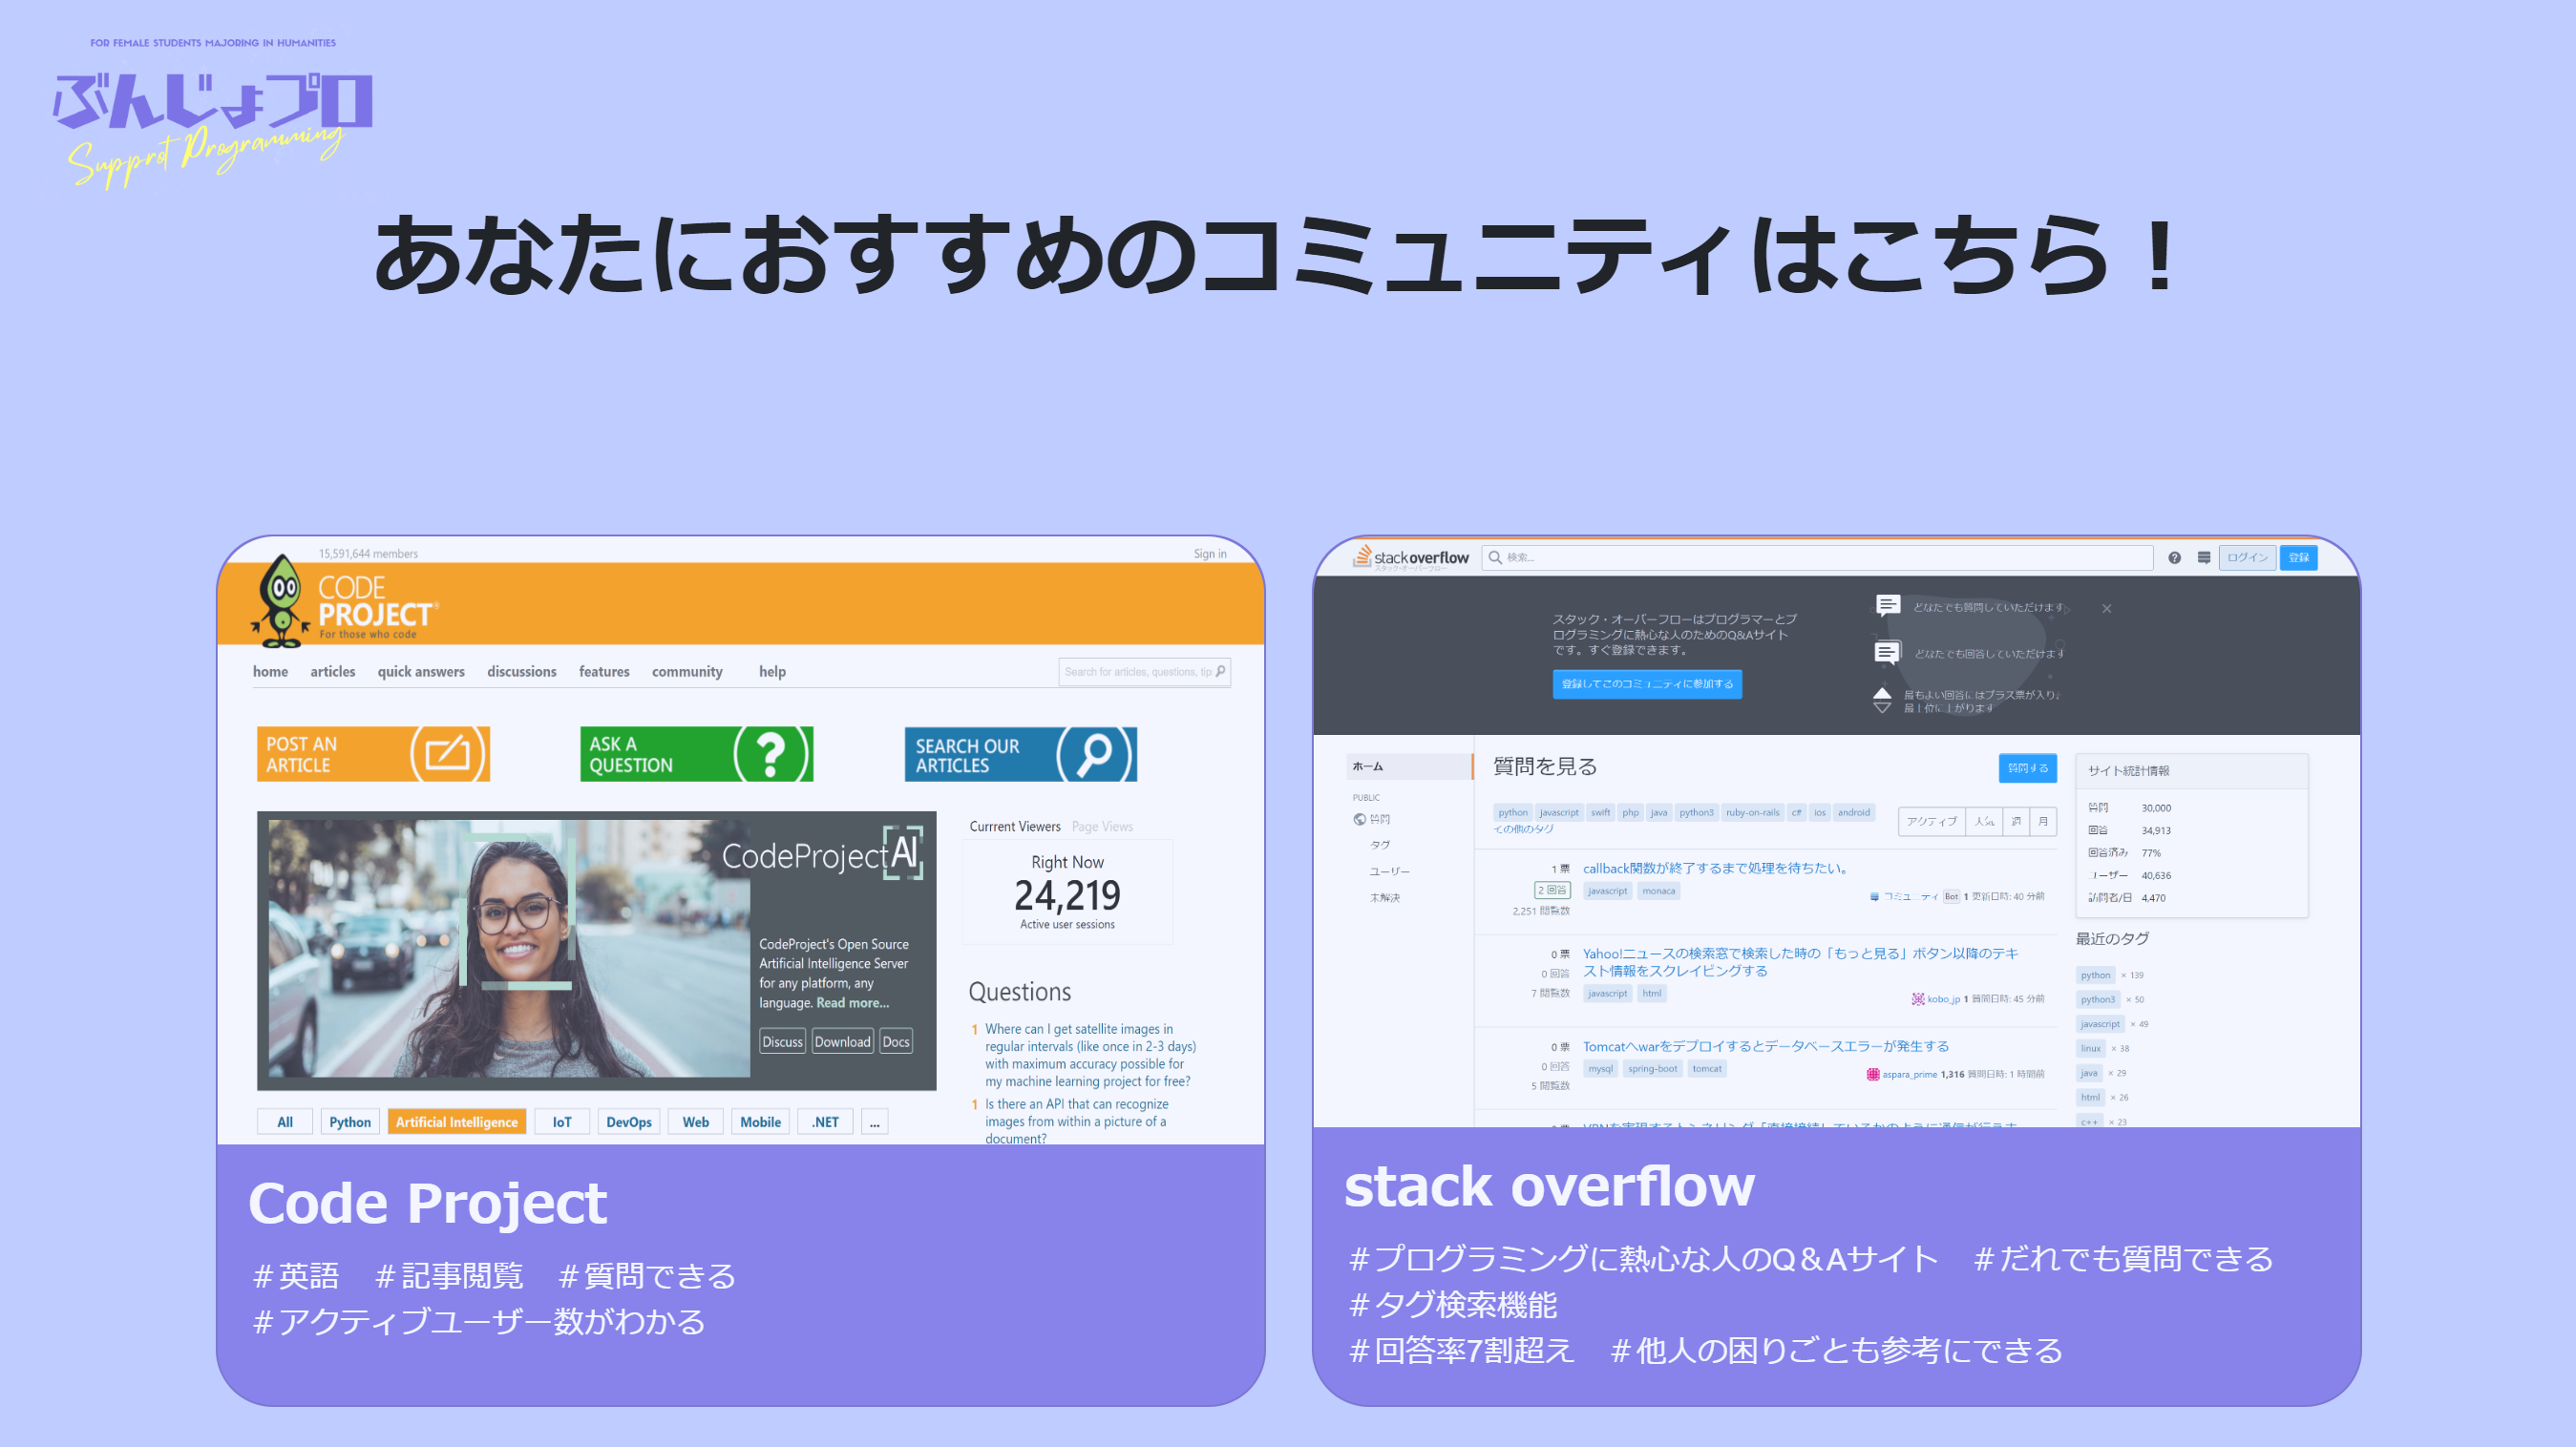 FOR FEMALE STUDENTS MAJORING IN HUMANITIES
ぶんじょプロ
Supprot Programming
あなたにおすすめのコミュニティはこちら！
15,591,644 members
Sign in
CODE
PROJECT
For those who code
home articles quick answers discussions features community help
Search for articles, questions, tip
POST AN
ARTICLE
ASK A
QUESTION
SEARCH OUR
ARTICLES
CodeProject AI
CodeProject's Open Source
Artificial Intelligence Server
for any platform, any
language. Read more...
Discuss Download Docs
Currrent Viewers Page Views
Right Now
24,219
Active user sessions
Questions
1 Where can I get satellite images in
regular intervals (like once in 2-3 days)
with maximum accuracy possible for
my machine learning project for free?
1 Is there an API that can recognize
images from within a picture of a
document?
All Python Artificial Intelligence IoT DevOps Web Mobile .NET ...
Code Project
＃英語　＃記事閲覧　＃質問できる
＃アクティブユーザー数がわかる
stackoverflow
スタック・オーバーフロー
検索...
ログイン 登録
スタック・オーバーフローはプログラマーとプ
ログラミングに熱心な人のためのQ&Aサイト
です。すぐ登録できます。
登録してこのコミュニティに参加する
どなたでも質問していただけます
どなたでも回答していただけます
最もよい回答にはプラス票が入り、
最上位に上がります
ホーム
PUBLIC
質問
タグ
ユーザー
未解決
質問を見る
質問する
python javascript swift php java python3 ruby-on-rails c# ios android
その他のタグ
アクティブ 人気 週 月
1 票
2 回答
2,251 閲覧数
callback関数が終了するまで処理を待ちたい。
javascript monaca
コミュニティ Bot 1 更新日時: 40 分前
0 票
0 回答
7 閲覧数
Yahoo!ニュースの検索窓で検索した時の「もっと見る」ボタン以降のテキ
スト情報をスクレイピングする
javascript html
kobo_jp 1 質問日時: 45 分前
0 票
0 回答
5 閲覧数
Tomcatへwarをデプロイするとデータベースエラーが発生する
mysql spring-boot tomcat
aspara_prime 1,316 質問日時: 1 時間前
サイト統計情報
質問 30,000
回答 34,913
回答済み 77%
ユーザー 40,636
訪問者/日 4,470
最近のタグ
python × 139
python3 × 50
javascript × 49
linux × 38
java × 29
html × 26
c++ × 23
stack overflow
＃プログラミングに熱心な人のQ＆Aサイト　＃だれでも質問できる
＃タグ検索機能
＃回答率7割超え　＃他人の困りごとも参考にできる